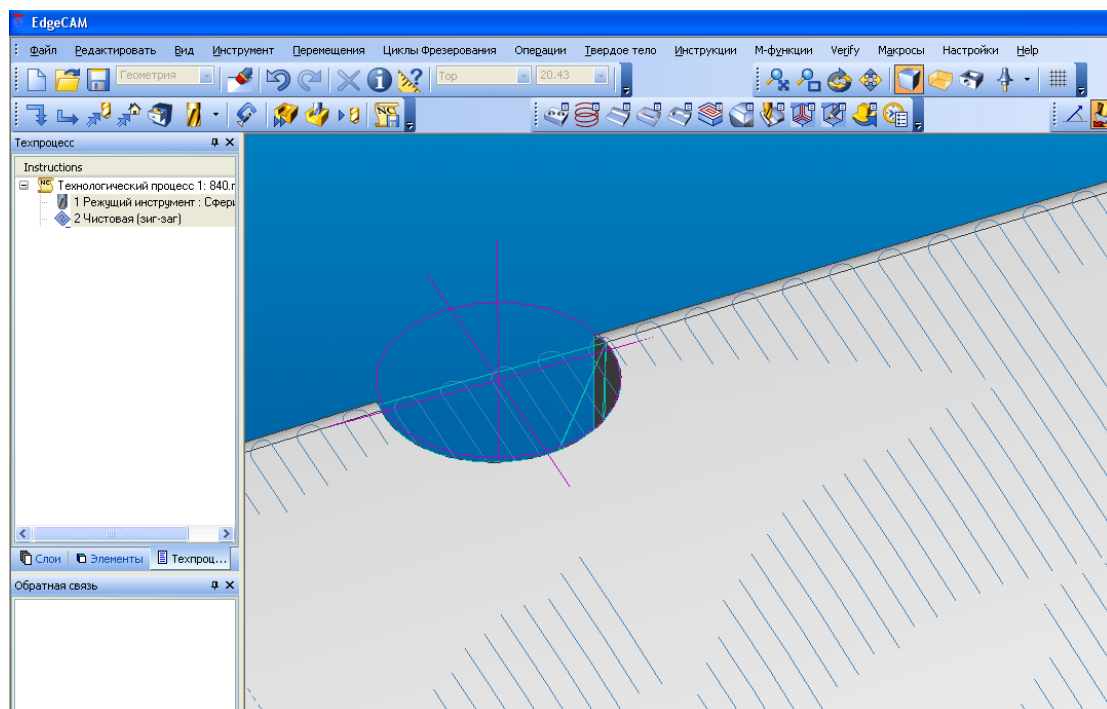 EdgeCAM
Файл Редактировать Вид Инструмент Перемещения Циклы Фрезерования Операции Твердое тело Инструкции М-функции Verify Макросы Настройки Help
Геометрия Top 20.43
Техпроцесс
Instructions
Технологический процесс 1: 840.г
1 Режущий инструмент : Сфери
2 Чистовая (зиг-заг)
Слои Элементы Техпроц...
Обратная связь